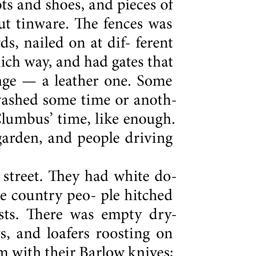 ots and shoes, and pieces of
ut tinware. The fences was
ds, nailed on at dif- ferent
ich way, and had gates that
nge — a leather one. Some
ashed some time or anoth-
Clumbus' time, like enough.
garden, and people driving
street. They had white do-
e country peo- ple hitched
sts. There was empty dry-
s, and loafers roosting on
m with their Barlow knives;